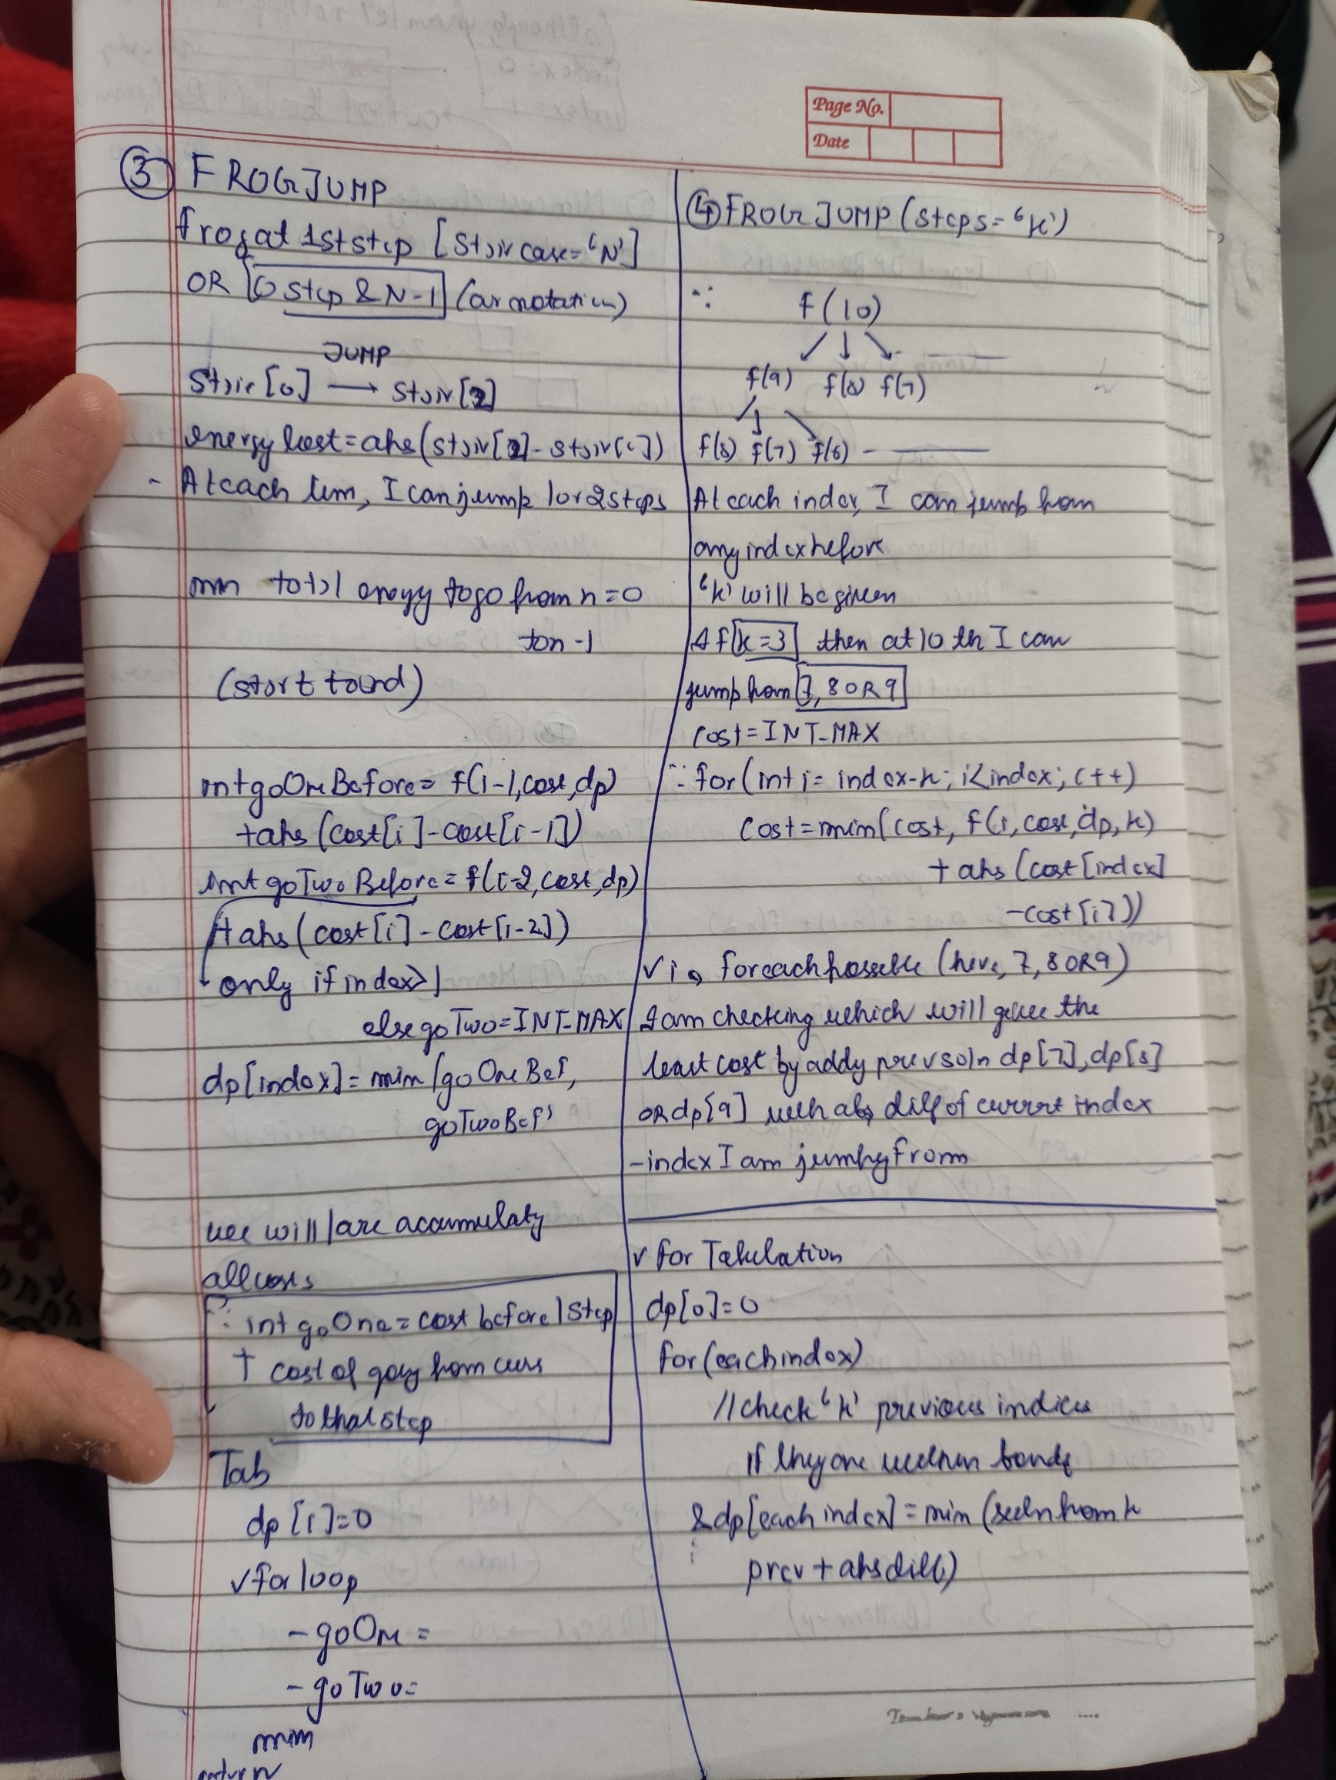 Page No.
Date
③ FROG JUMP
frog at 1st step [Stair case = 'N']
OR 0 step & N-1 (our notation)
JUMP
Stair[0] → Stair[2]
energy lost = abs(stair[2] - stair[0])
- At each time, I can jump 1 or 2 steps
min total energy to go from n=0
to n-1
(start to end)
int goOneBefore = f(i-1, cost, dp)
+ abs(cost[i] - cost[i-1])
int goTwoBefore = f(i-2, cost, dp)
+ abs(cost[i] - cost[i-2])
only if index>1
else goTwo = INT_MAX
dp[index] = min(goOneBef,
goTwoBef)
we will/are accumulaty
all costs
∴ int goOne = cost before 1 step
+ cost of going from curr
to that step
Tab
dp[i]=0
✓ for loop
- goOne =
- goTwo =
min
return
④ FROG JUMP (steps = 'k')
∵ f(10)
f(9) f(8) f(7)
f(8) f(7) f(6) -
At each index, I can jump from
any index before
'k' will be given
If k=3 then at 10th I can
jump from 7, 8 OR 9
cost = INT_MAX
∵ for(int i = index-k; i<index; i++)
cost = min(cost, f(i, cost, dp, k)
+ abs(cost[index]
- cost[i]))
✓ i, for each possible (here, 7, 8 OR 9)
I am checking which will give the
least cost by addy prev soln dp[7], dp[8]
OR dp[9] with abs diff of current index
- index I am jumpy from
✓ for Tabulation
dp[0]=0
for(each index)
//check 'k' previous indices
if they are within bonds
& dp[each index] = min(soln from k
prev + abs diff)